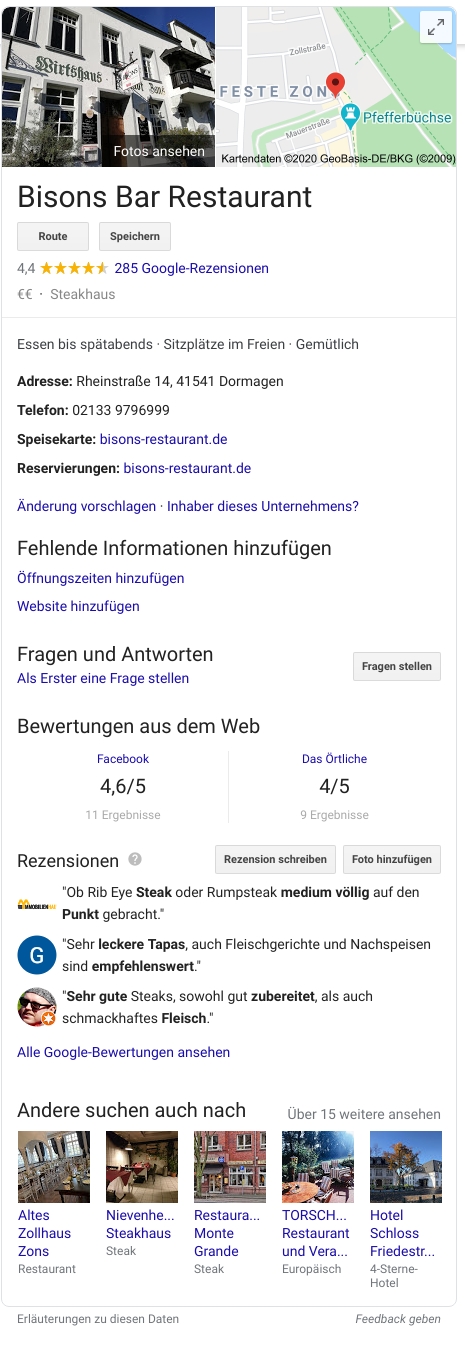 Wirtshaus
Fotos ansehen
Zollstraße
FESTE ZON
Mauerstraße
Pfefferbüchse
Kartendaten ©2020 GeoBasis-DE/BKG (©2009)
Bisons Bar Restaurant
Route Speichern
4,4 285 Google-Rezensionen
€€ · Steakhaus
Essen bis spätabends · Sitzplätze im Freien · Gemütlich
Adresse: Rheinstraße 14, 41541 Dormagen
Telefon: 02133 9796999
Speisekarte: bisons-restaurant.de
Reservierungen: bisons-restaurant.de
Änderung vorschlagen · Inhaber dieses Unternehmens?
Fehlende Informationen hinzufügen
Öffnungszeiten hinzufügen
Website hinzufügen
Fragen und Antworten
Fragen stellen
Als Erster eine Frage stellen
Bewertungen aus dem Web
Facebook Das Örtliche
4,6/5 4/5
11 Ergebnisse 9 Ergebnisse
Rezensionen ? Rezension schreiben Foto hinzufügen
"Ob Rib Eye Steak oder Rumpsteak medium völlig auf den
Punkt gebracht."
G "Sehr leckere Tapas, auch Fleischgerichte und Nachspeisen
sind empfehlenswert."
"Sehr gute Steaks, sowohl gut zubereitet, als auch
schmackhaftes Fleisch."
Alle Google-Bewertungen ansehen
Andere suchen auch nach Über 15 weitere ansehen
Altes
Zollhaus
Zons
Restaurant
Nievenhe...
Steakhaus
Steak
Restaura...
Monte
Grande
Steak
TORSCH...
Restaurant
und Vera...
Europäisch
Hotel
Schloss
Friedestr...
4-Sterne-
Hotel
Erläuterungen zu diesen Daten Feedback geben